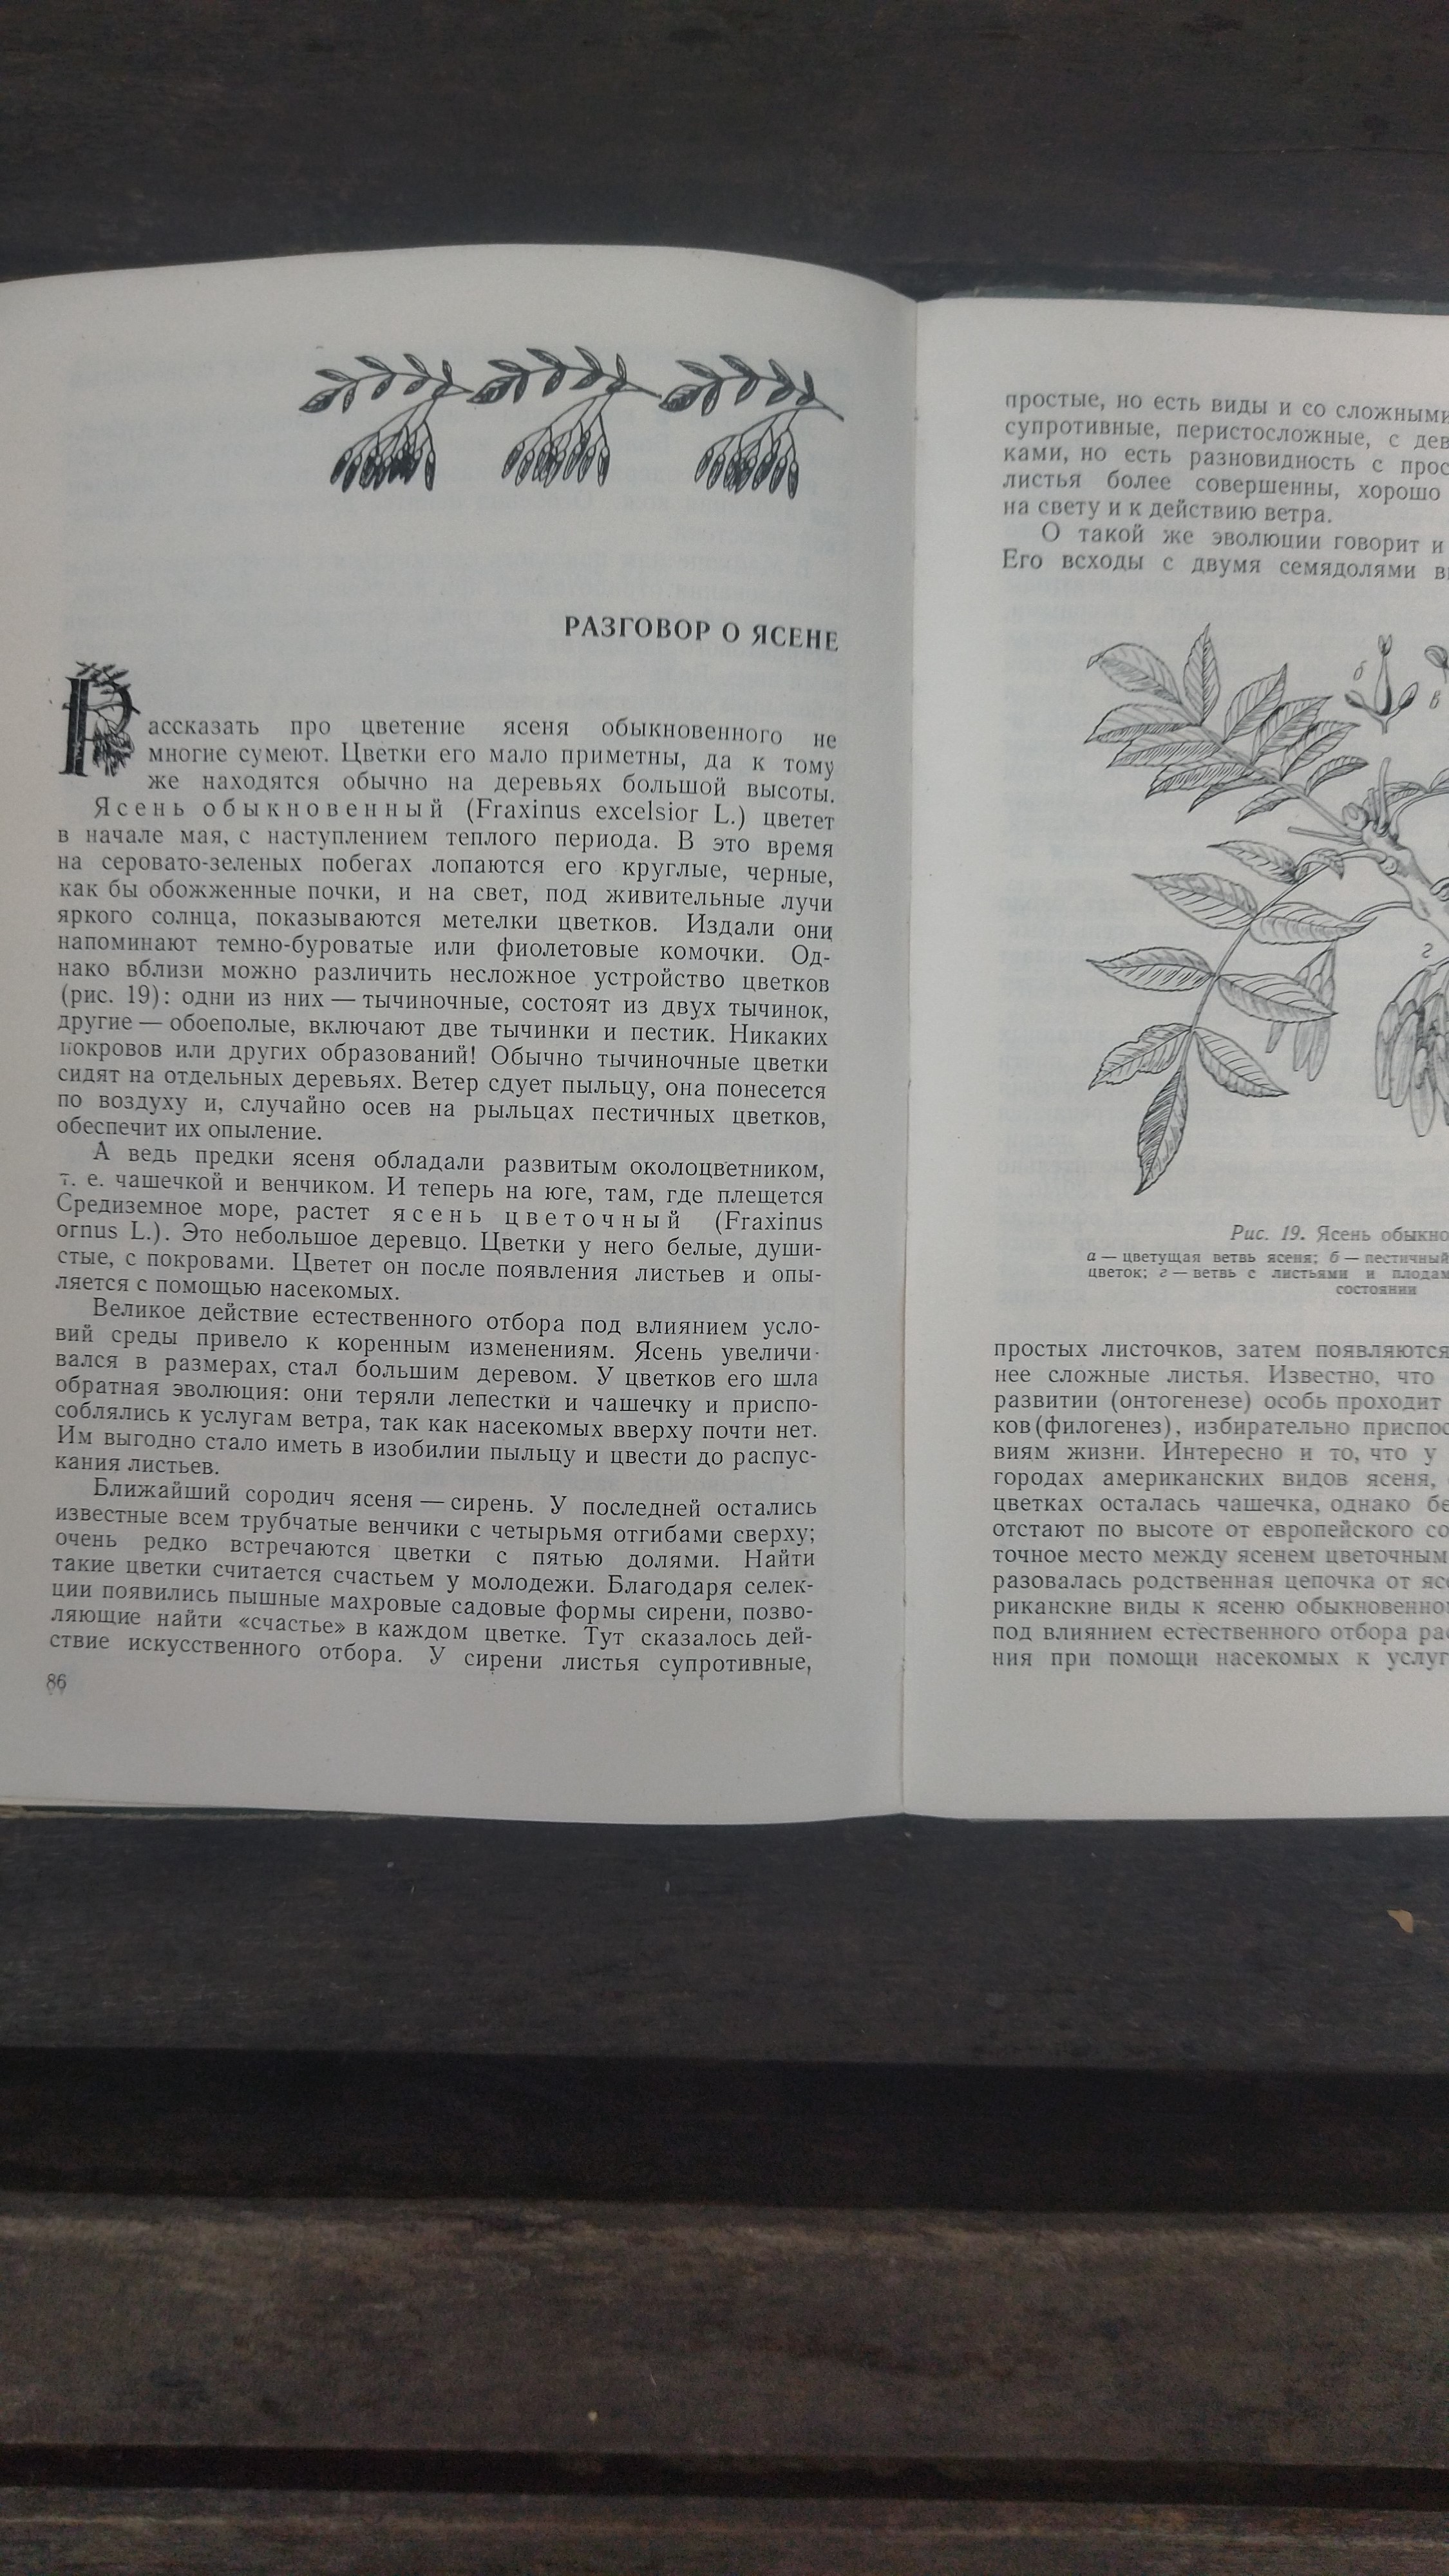 РАЗГОВОР О ЯСЕНЕ
Rассказать про цветение ясеня обыкновенного не
многие сумеют. Цветки его мало приметны, да к тому
же находятся обычно на деревьях большой высоты.
Ясень обыкновенный (Fraxinus excelsior L.) цветет
в начале мая, с наступлением теплого периода. В это время
на серовато-зеленых побегах лопаются его круглые, черные,
как бы обожженные почки, и на свет, под живительные лучи
яркого солнца, показываются метелки цветков. Издали они
напоминают темно-буроватые или фиолетовые комочки. Од-
нако вблизи можно различить несложное устройство цветков
(рис. 19): одни из них — тычиночные, состоят из двух тычинок,
другие — обоеполые, включают две тычинки и пестик. Никаких
покровов или других образований! Обычно тычиночные цветки
сидят на отдельных деревьях. Ветер сдует пыльцу, она понесется
по воздуху и, случайно осев на рыльцах пестичных цветков,
обеспечит их опыление.
А ведь предки ясеня обладали развитым околоцветником,
т. е. чашечкой и венчиком. И теперь на юге, там, где плещется
Средиземное море, растет ясень цветочный (Fraxinus
ornus L.). Это небольшое деревцо. Цветки у него белые, души-
стые, с покровами. Цветет он после появления листьев и опы-
ляется с помощью насекомых.
Великое действие естественного отбора под влиянием усло-
вий среды привело к коренным изменениям. Ясень увеличи-
вался в размерах, стал большим деревом. У цветков его шла
обратная эволюция: они теряли лепестки и чашечку и приспо-
соблялись к услугам ветра, так как насекомых вверху почти нет.
Им выгодно стало иметь в изобилии пыльцу и цвести до распус-
кания листьев.
Ближайший сородич ясеня — сирень. У последней остались
известные всем трубчатые венчики с четырьмя отгибами сверху;
очень редко встречаются цветки с пятью долями. Найти
такие цветки считается счастьем у молодежи. Благодаря селек-
ции появились пышные махровые садовые формы сирени, позво-
ляющие найти «счастье» в каждом цветке. Тут сказалось дей-
ствие искусственного отбора. У сирени листья супротивные,
86
простые, но есть виды и со сложными
супротивные, перистосложные, с дев
ками, но есть разновидность с прос
листья более совершенны, хорошо
на свету и к действию ветра.
О такой же эволюции говорит и
Его всходы с двумя семядолями в
б
в
г
Рис. 19. Ясень обыкно
а — цветущая ветвь ясеня; б — пестичный
цветок; г — ветвь с листьями и плодам
состоянии
простых листочков, затем появляются
нее сложные листья. Известно, что
развитии (онтогенезе) особь проходит
ков (филогенез), избирательно приспос
виям жизни. Интересно и то, что у
городах американских видов ясеня,
цветках осталась чашечка, однако бе
отстают по высоте от европейского со
точное место между ясенем цветочным
разовалась родственная цепочка от яс
риканские виды к ясеню обыкновенно
под влиянием естественного отбора ра
ния при помощи насекомых к услуг